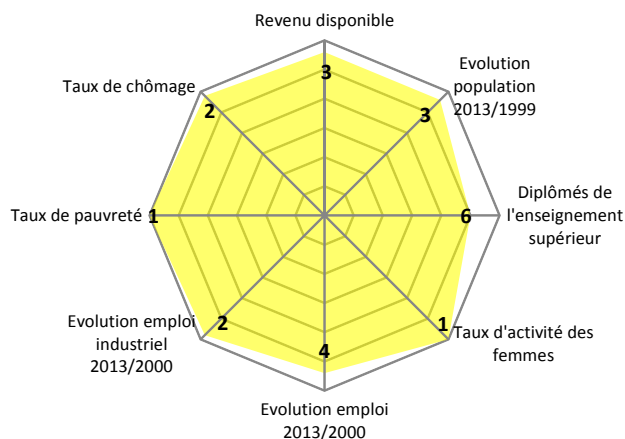 Revenu disponible
3
Evolution
population
2013/1999
3
Diplômés de
l'enseignement
supérieur
6
Taux d'activité des
femmes
1
Evolution emploi
2013/2000
4
Evolution emploi
industriel
2013/2000
2
Taux de pauvreté
1
Taux de chômage
2